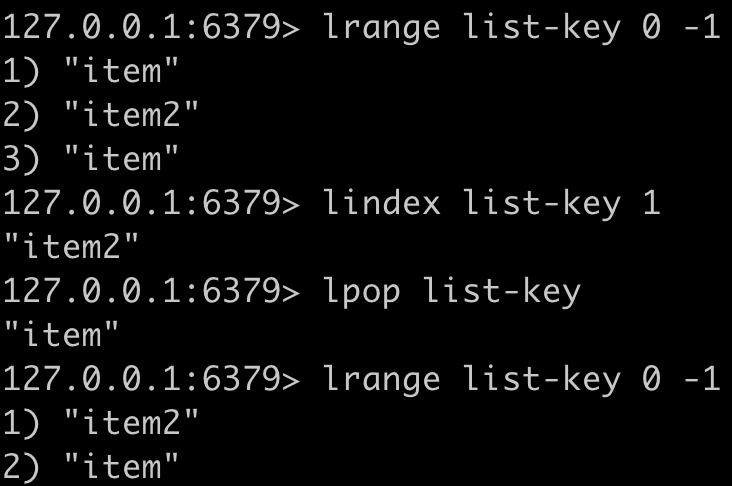 127.0.0.1:6379> lrange list-key 0 -1
1) "item"
2) "item2"
3) "item"
127.0.0.1:6379> lindex list-key 1
"item2"
127.0.0.1:6379> lpop list-key
"item"
127.0.0.1:6379> lrange list-key 0 -1
1) "item2"
2) "item"